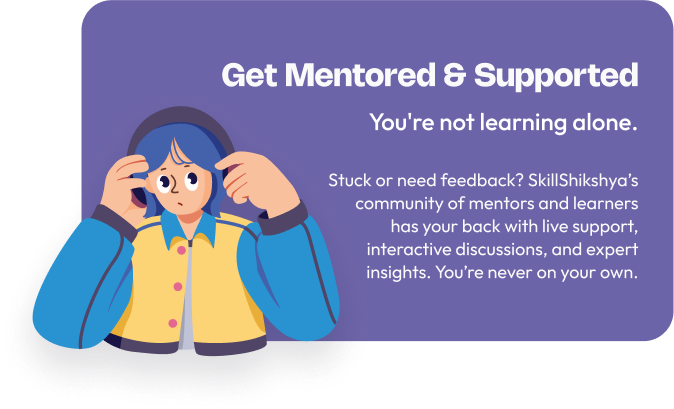 Get Mentored & Supported
You're not learning alone.
Stuck or need feedback? SkillShikshya's
community of mentors and learners
has your back with live support,
interactive discussions, and expert
insights. You're never on your own.